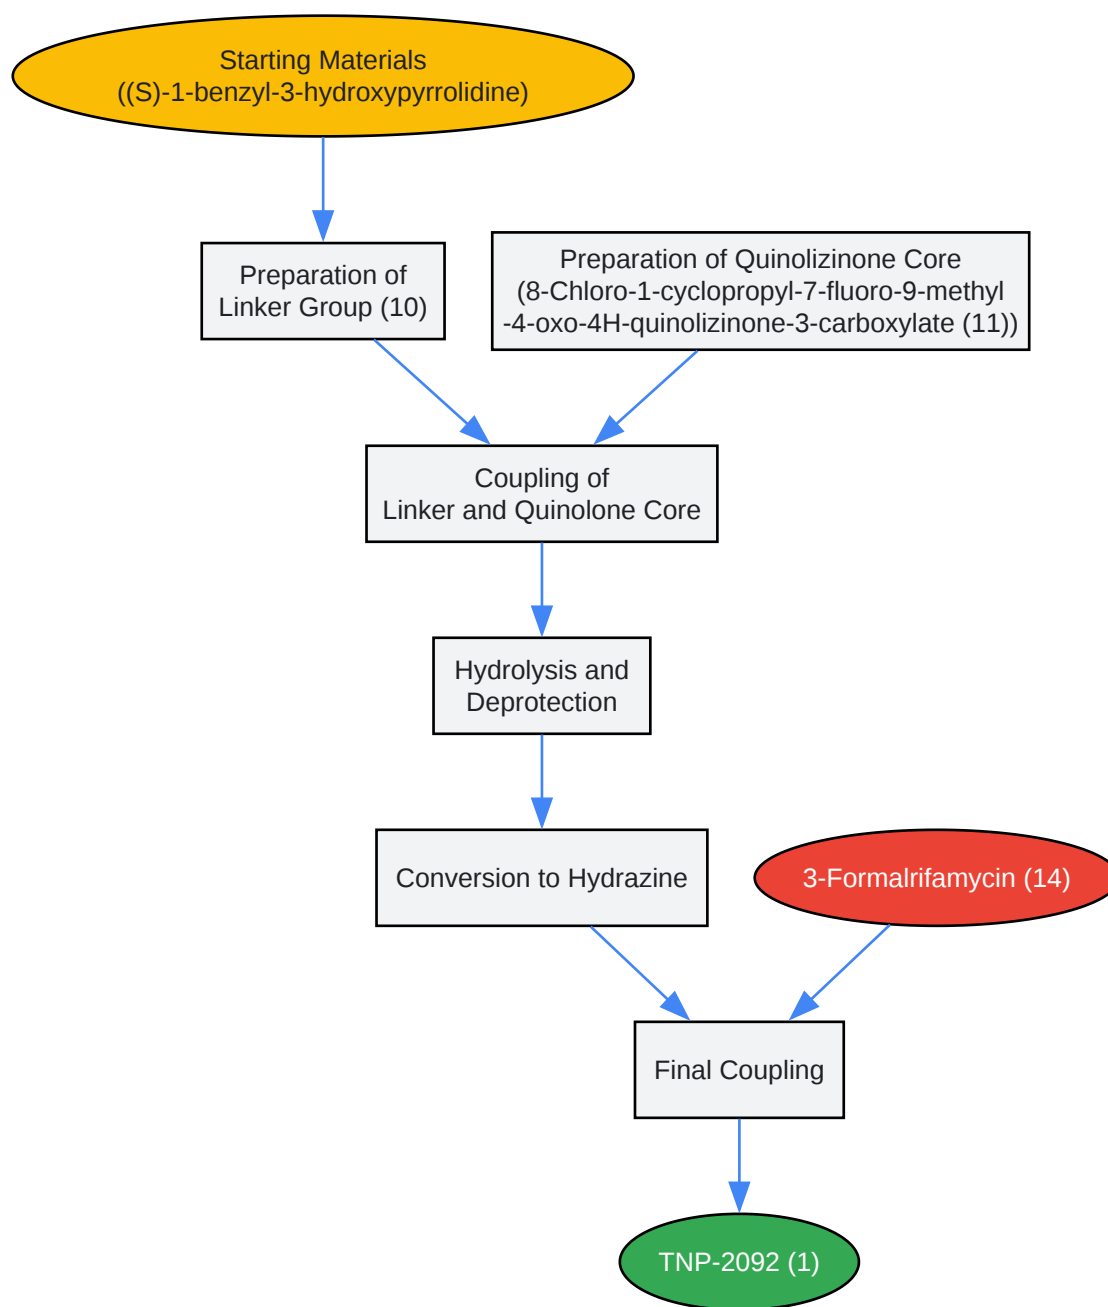 Starting Materials
((S)-1-benzyl-3-hydroxypyrrolidine)
Preparation of
Linker Group (10)
Preparation of Quinolizinone Core
(8-Chloro-1-cyclopropyl-7-fluoro-9-methyl
-4-oxo-4H-quinolizinone-3-carboxylate (11))
Coupling of
Linker and Quinolone Core
Hydrolysis and
Deprotection
Conversion to Hydrazine
3-Formalrifamycin (14)
Final Coupling
TNP-2092 (1)